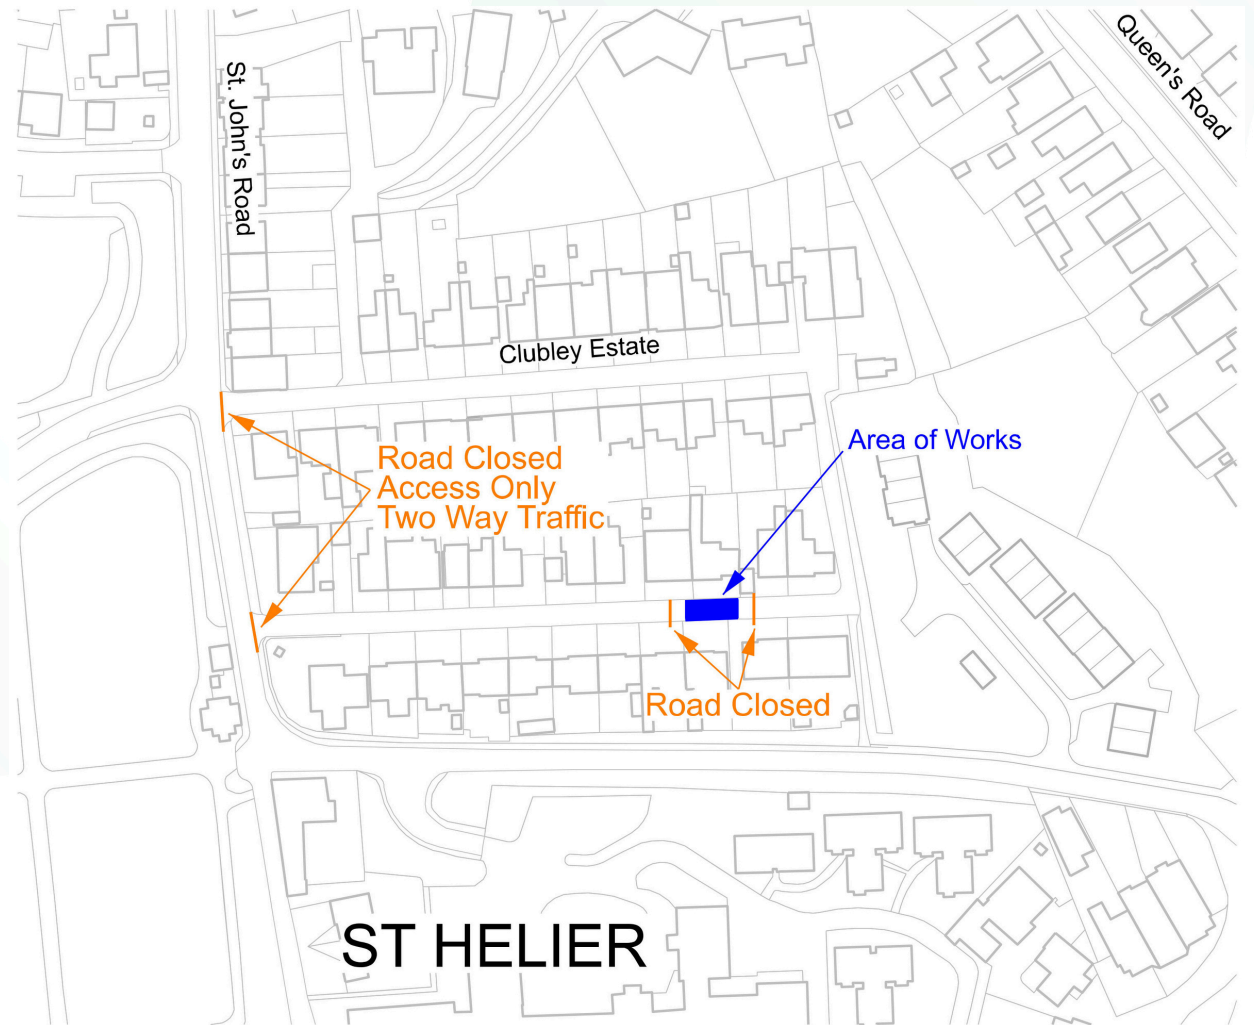 Queen's Road
St. John's Road
Clubley Estate
Area of Works
Road Closed
Access Only
Two Way Traffic
Road Closed
ST HELIER